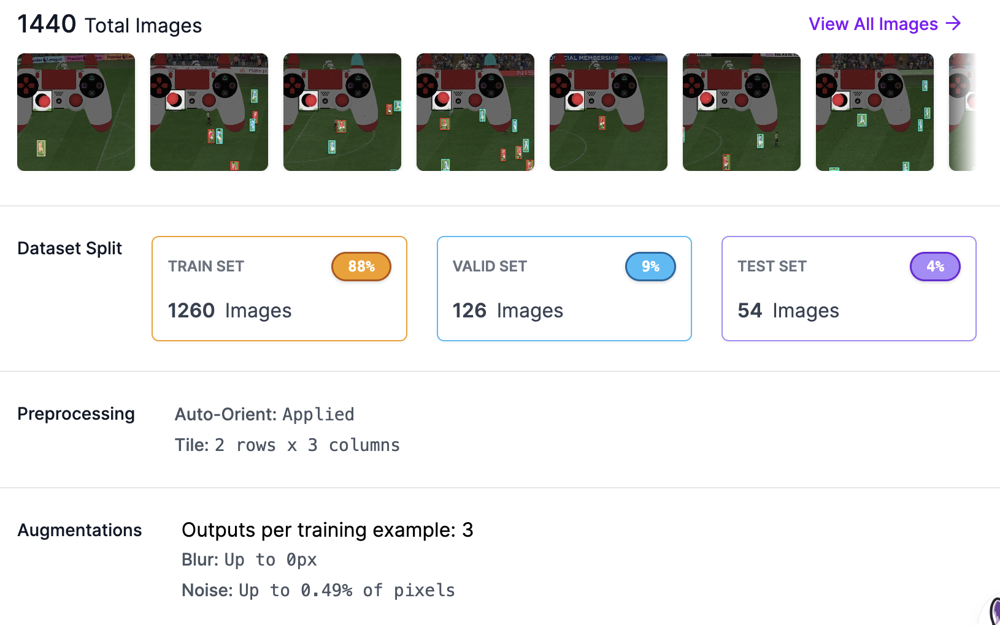 1440 Total Images
View All Images →
Dataset Split
TRAIN SET
88%
1260 Images
VALID SET
9%
126 Images
TEST SET
4%
54 Images
Preprocessing
Auto-Orient: Applied
Tile: 2 rows x 3 columns
Augmentations
Outputs per training example: 3
Blur: Up to 0px
Noise: Up to 0.49% of pixels